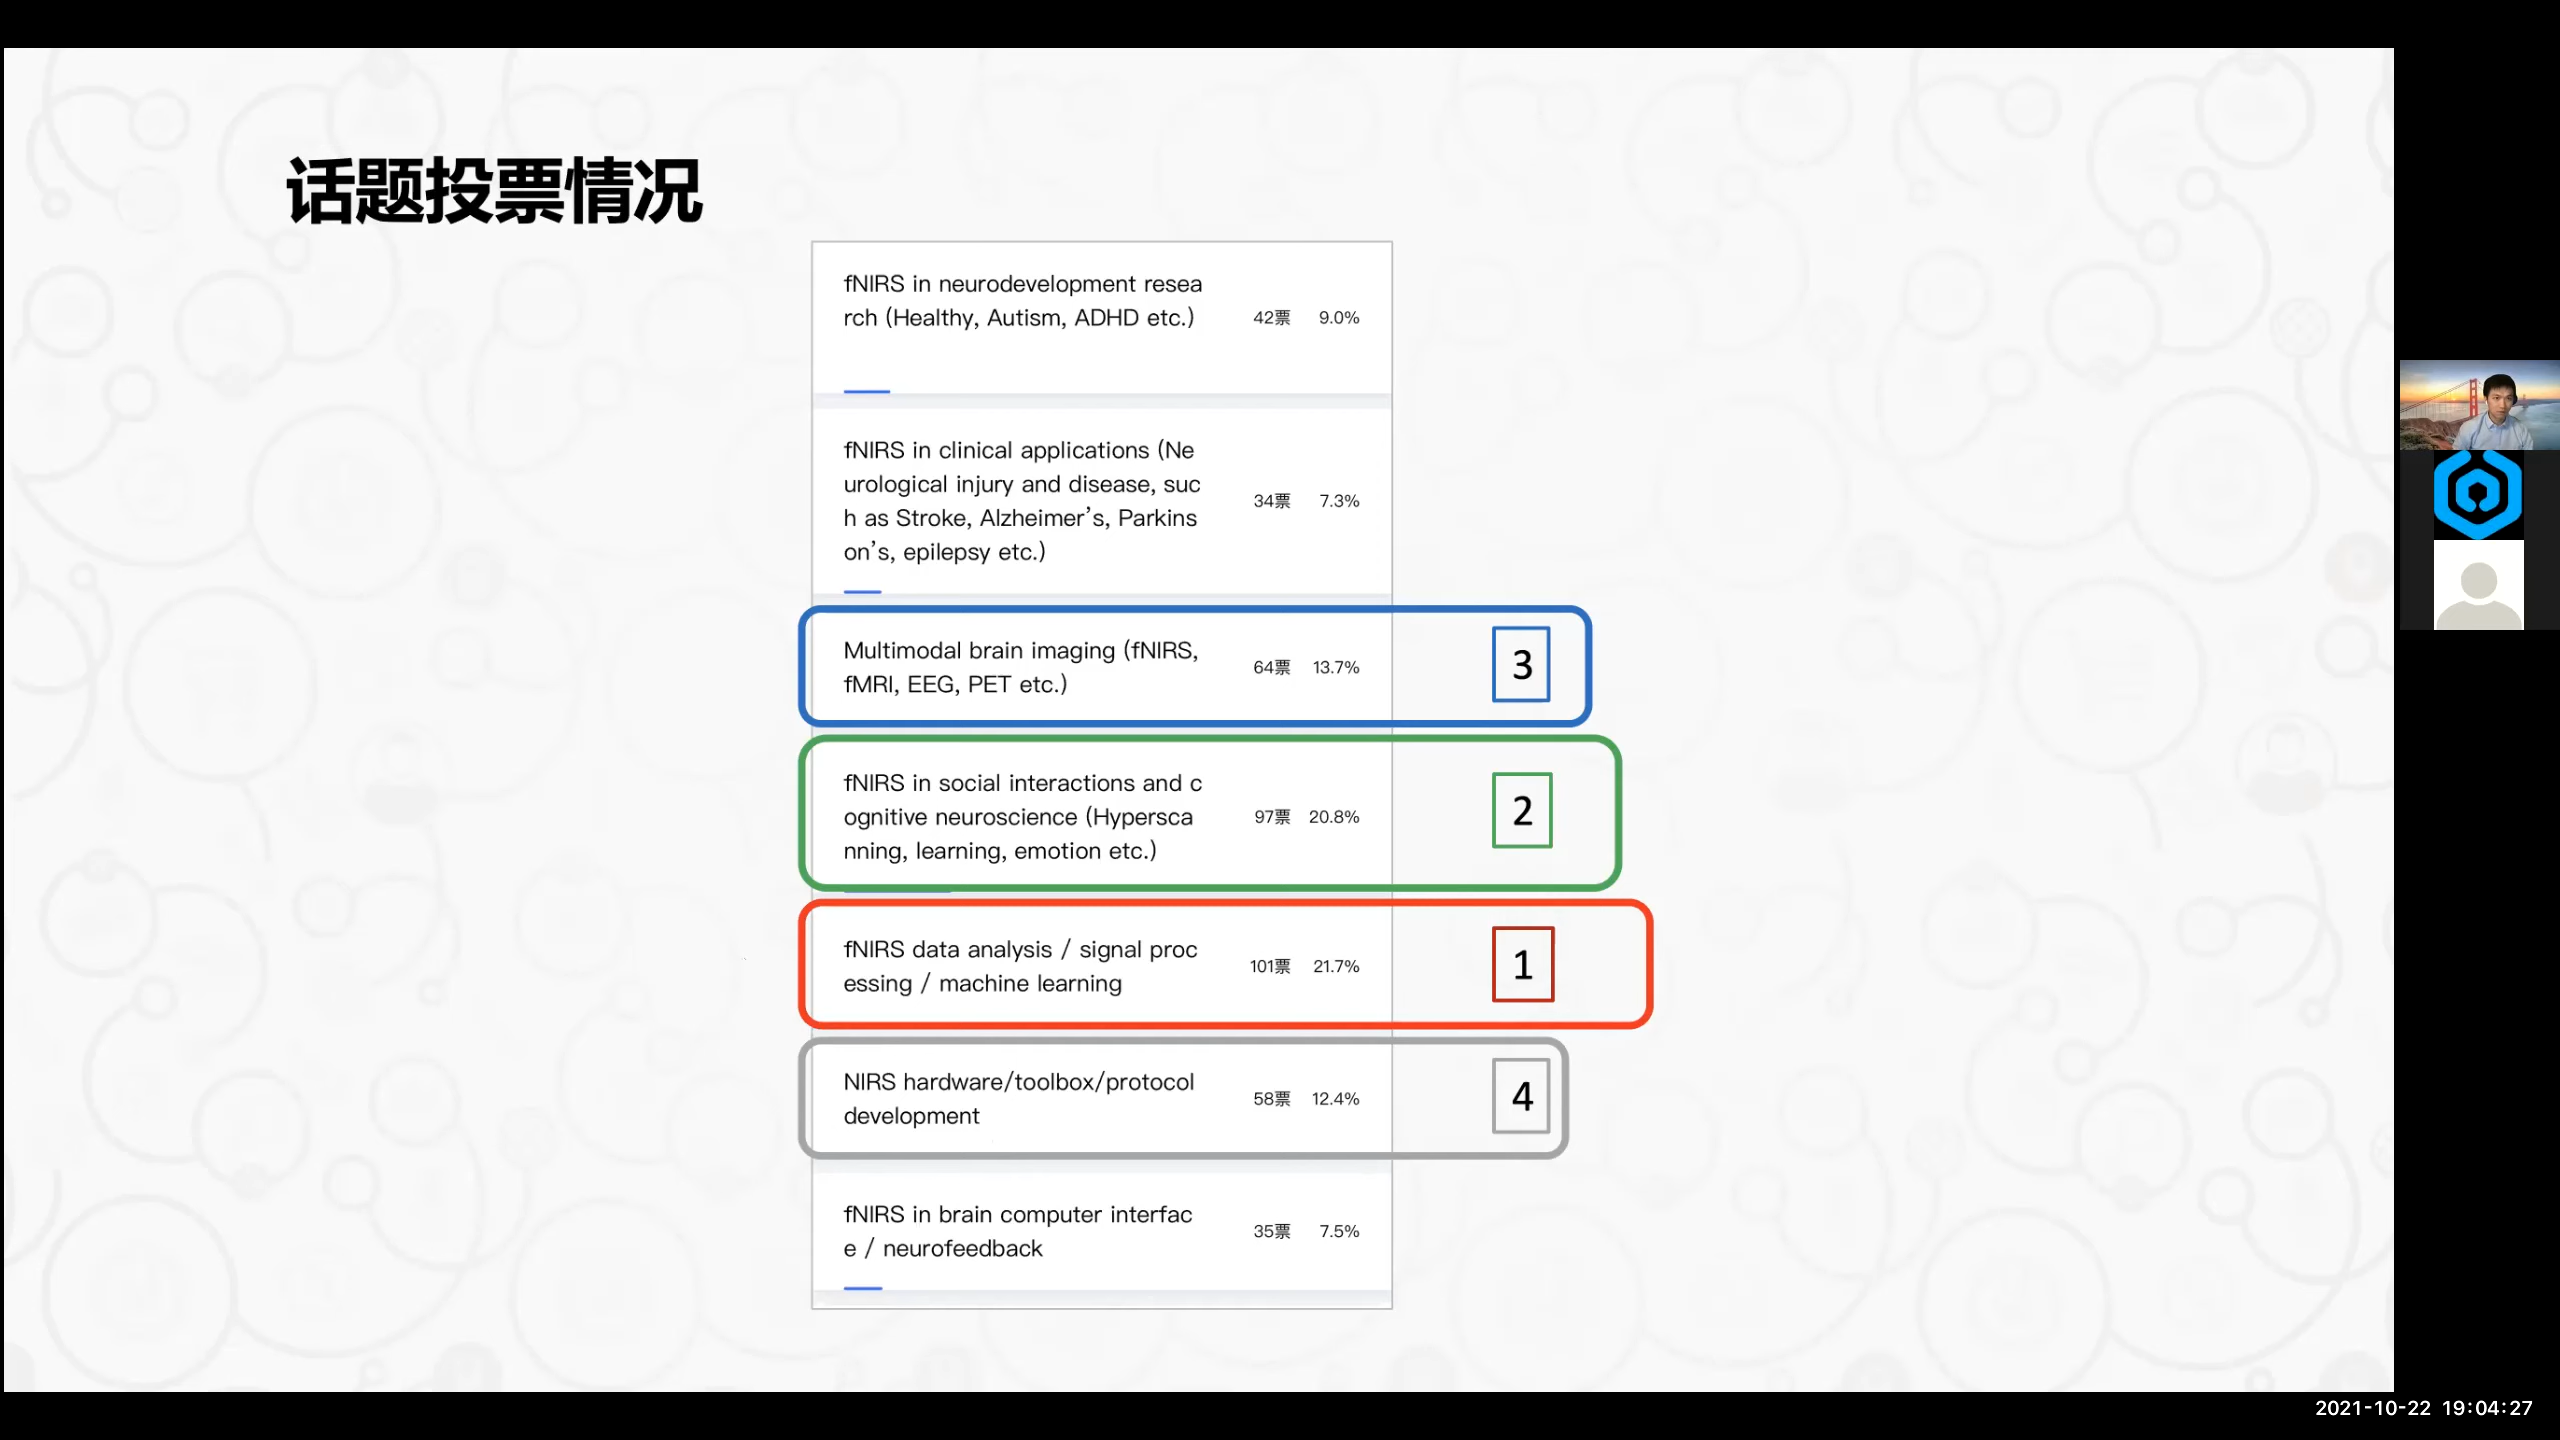 话题投票情况
fNIRS in neurodevelopment resea
rch (Healthy, Autism, ADHD etc.)
42票 9.0%
fNIRS in clinical applications (Ne
urological injury and disease, suc
h as Stroke, Alzheimer’s, Parkins
on’s, epilepsy etc.)
34票 7.3%
Multimodal brain imaging (fNIRS,
fMRI, EEG, PET etc.)
64票 13.7%
3
fNIRS in social interactions and c
ognitive neuroscience (Hypersca
nning, learning, emotion etc.)
97票 20.8%
2
fNIRS data analysis / signal proc
essing / machine learning
101票 21.7%
1
NIRS hardware/toolbox/protocol
development
58票 12.4%
4
fNIRS in brain computer interfac
e / neurofeedback
35票 7.5%
2021-10-22 19:04:27